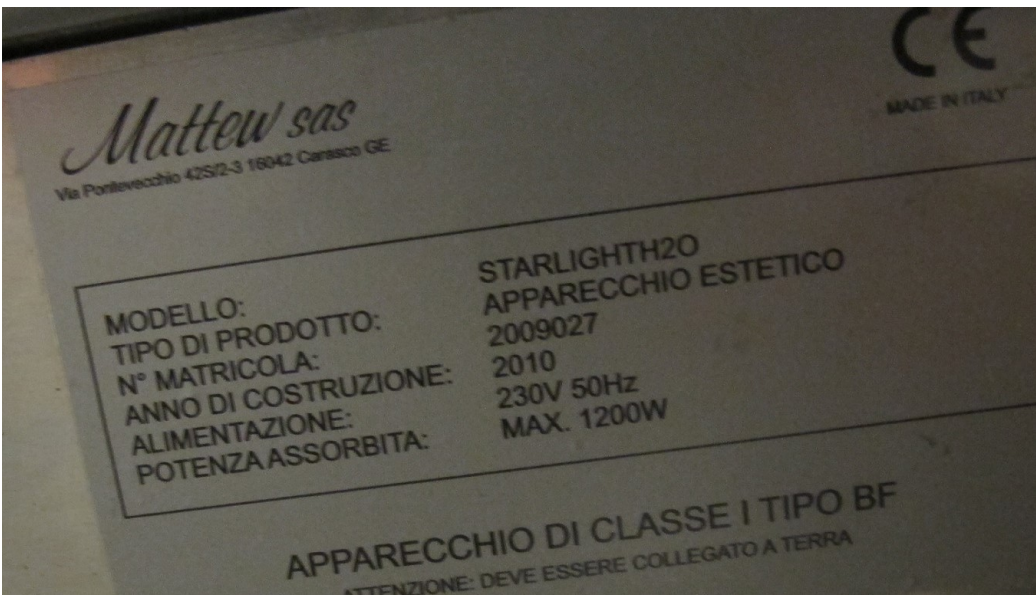 CE
MADE IN ITALY
Mattew sas
Via Pontevecchio 42S/2-3 16042 Carasco GE
MODELLO: STARLIGHTH2O
TIPO DI PRODOTTO: APPARECCHIO ESTETICO
N° MATRICOLA: 2009027
ANNO DI COSTRUZIONE: 2010
ALIMENTAZIONE: 230V 50Hz
POTENZA ASSORBITA: MAX. 1200W
APPARECCHIO DI CLASSE I TIPO BF
ATTENZIONE: DEVE ESSERE COLLEGATO A TERRA